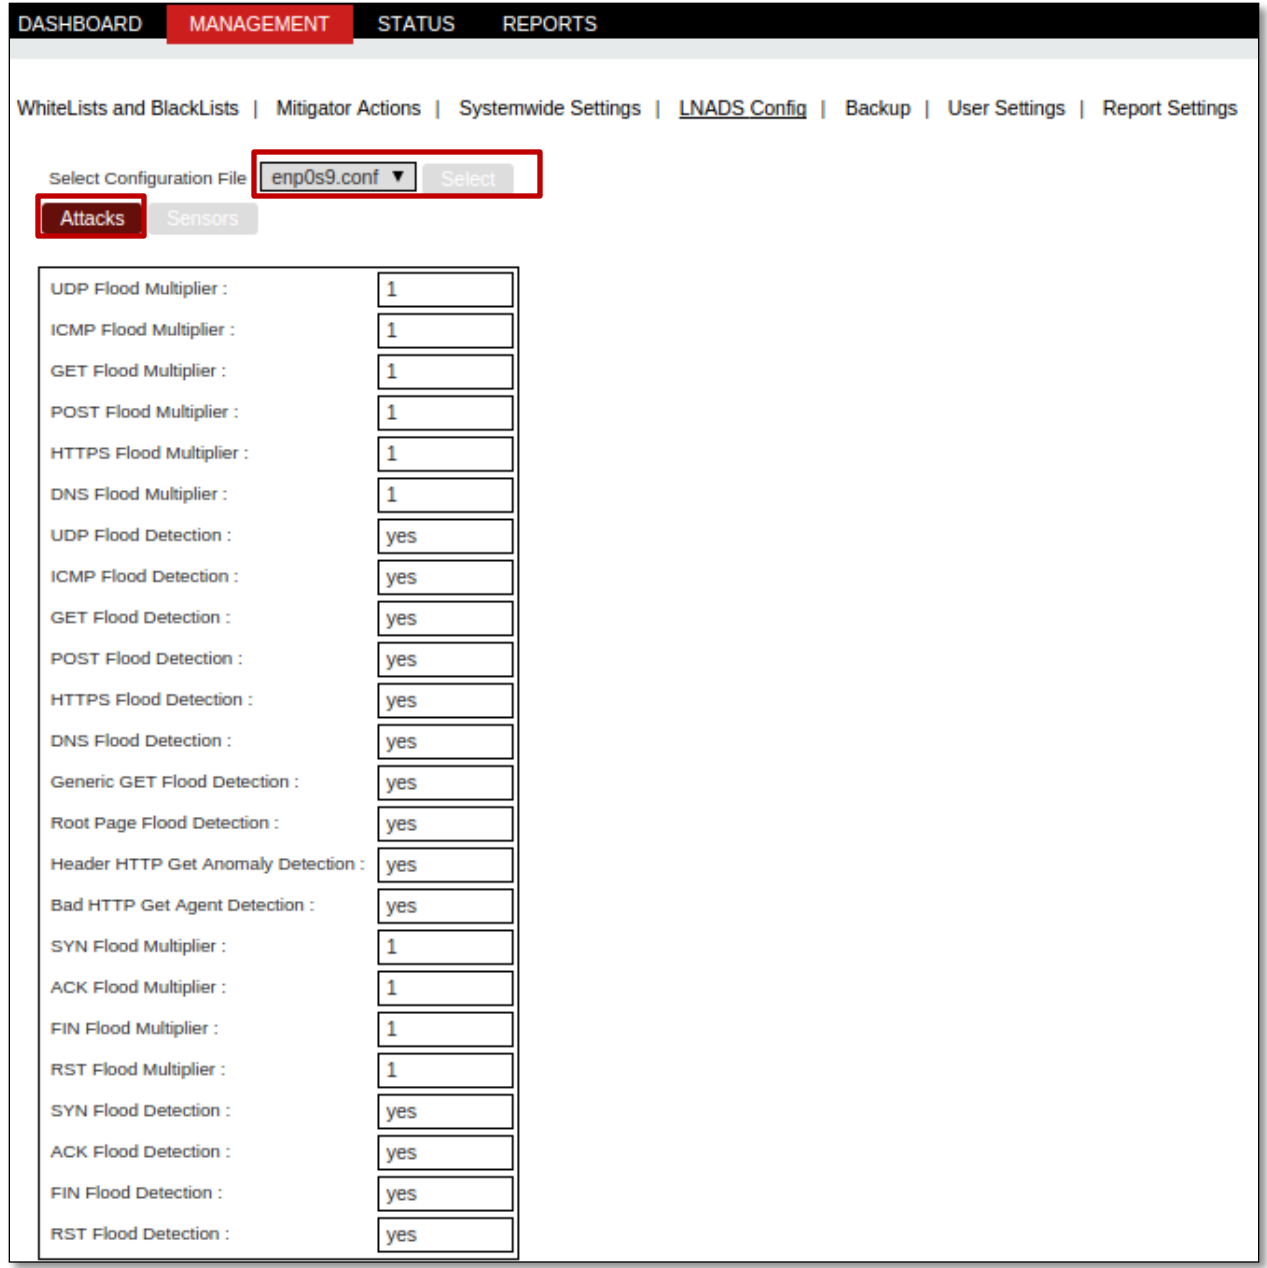 DASHBOARD MANAGEMENT STATUS REPORTS
WhiteLists and BlackLists | Mitigator Actions | Systemwide Settings | LNADS Config | Backup | User Settings | Report Settings
Select Configuration File enp0s9.conf ▼ Select
Attacks Sensors
UDP Flood Multiplier : 1
ICMP Flood Multiplier : 1
GET Flood Multiplier : 1
POST Flood Multiplier : 1
HTTPS Flood Multiplier : 1
DNS Flood Multiplier : 1
UDP Flood Detection : yes
ICMP Flood Detection : yes
GET Flood Detection : yes
POST Flood Detection : yes
HTTPS Flood Detection : yes
DNS Flood Detection : yes
Generic GET Flood Detection : yes
Root Page Flood Detection : yes
Header HTTP Get Anomaly Detection : yes
Bad HTTP Get Agent Detection : yes
SYN Flood Multiplier : 1
ACK Flood Multiplier : 1
FIN Flood Multiplier : 1
RST Flood Multiplier : 1
SYN Flood Detection : yes
ACK Flood Detection : yes
FIN Flood Detection : yes
RST Flood Detection : yes